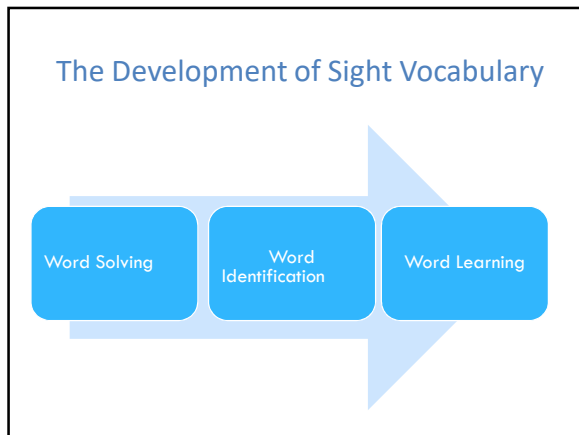 The Development of Sight Vocabulary
Word Solving
Word
Identification
Word Learning